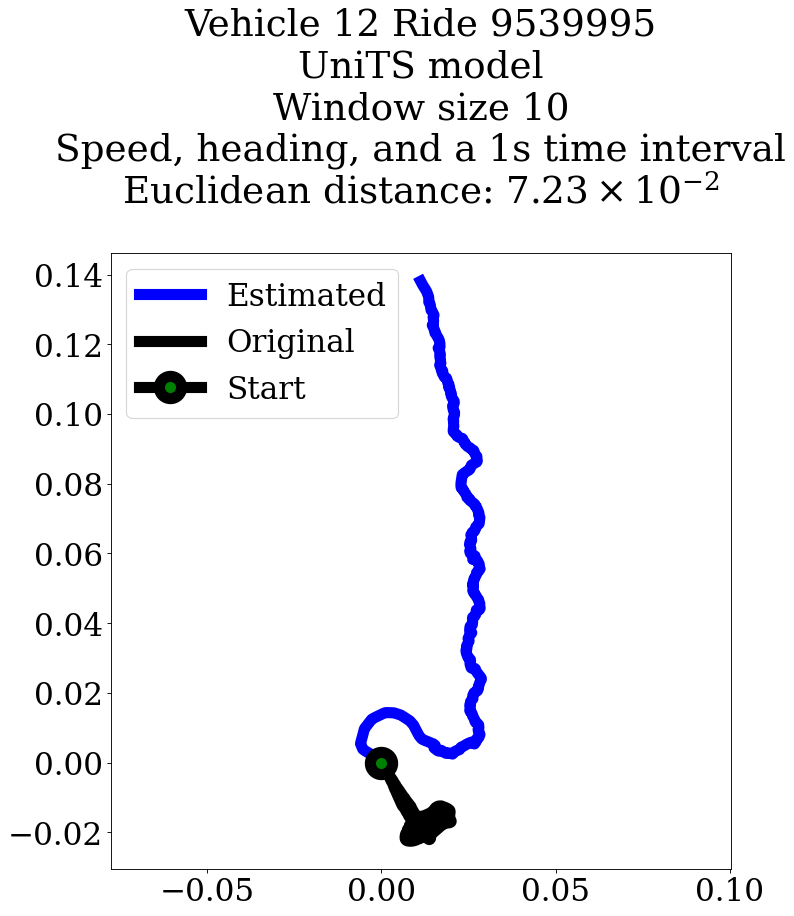 Vehicle 12 Ride 9539995
UniTS model
Window size 10
Speed, heading, and a 1s time interval
Euclidean distance: 7.23 × 10⁻²
Estimated
Original
Start
0.14
0.12
0.10
0.08
0.06
0.04
0.02
0.00
−0.02
−0.05
0.00
0.05
0.10